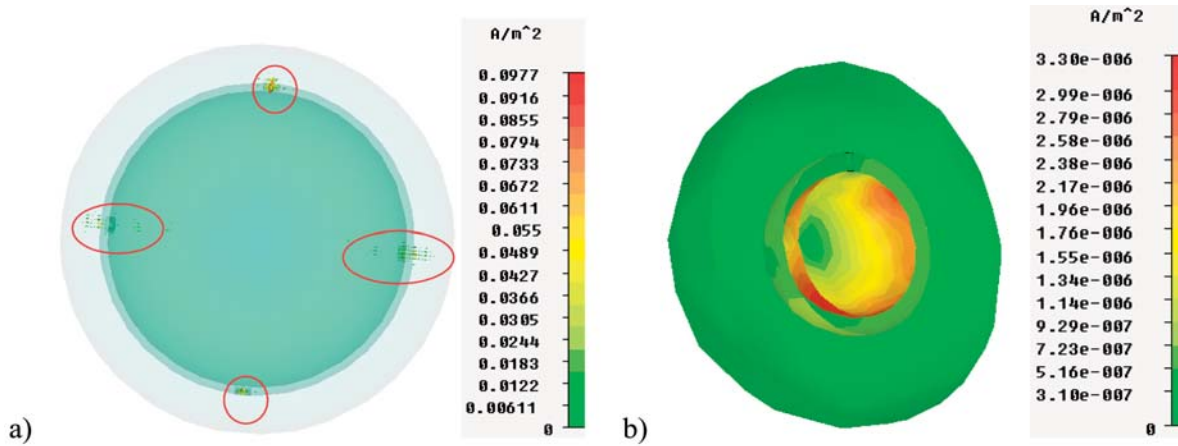 A/m^2
0.0977
0.0916
0.0855
0.0794
0.0733
0.0672
0.0611
0.055
0.0489
0.0427
0.0366
0.0305
0.0244
0.0183
0.0122
0.00611
0
a)
A/m^2
3.30e-006
2.99e-006
2.79e-006
2.58e-006
2.38e-006
2.17e-006
1.96e-006
1.76e-006
1.55e-006
1.34e-006
1.14e-006
9.29e-007
7.23e-007
5.16e-007
3.10e-007
0
b)